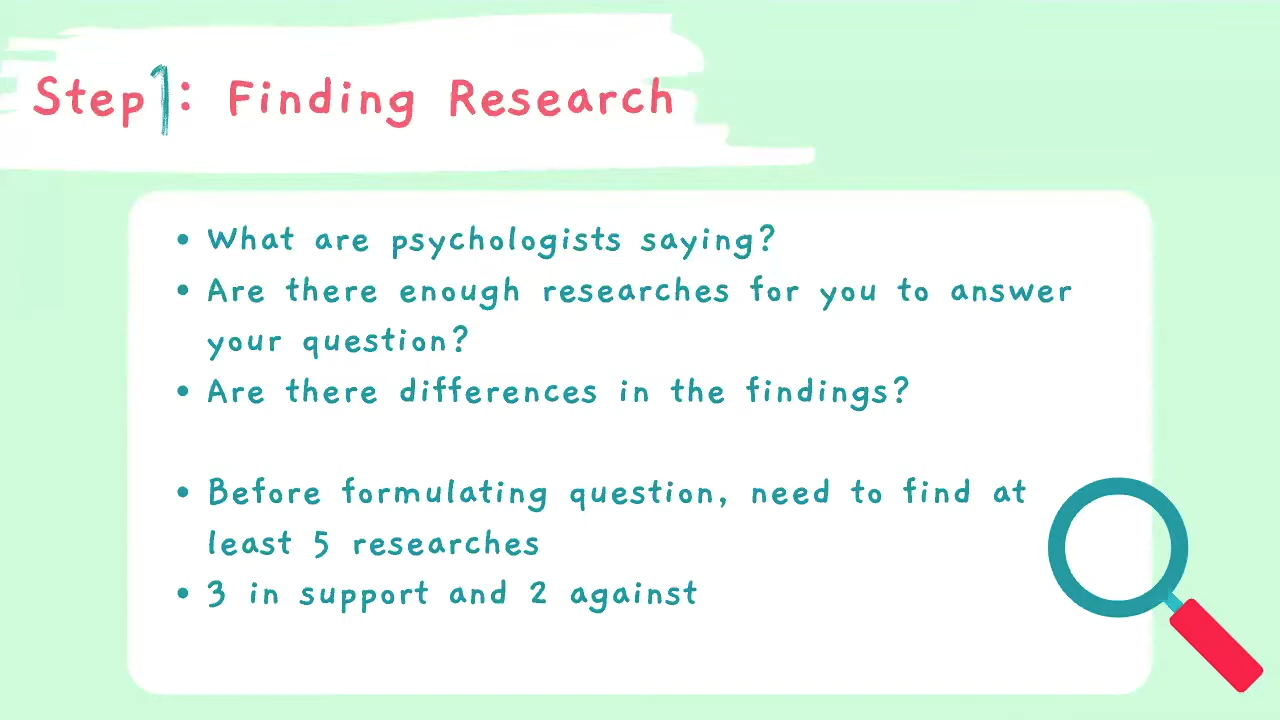 Step 1: Finding Research
• What are psychologists saying?
• Are there enough researches for you to answer
your question?
• Are there differences in the findings?
• Before formulating question, need to find at
least 5 researches
• 3 in support and 2 against